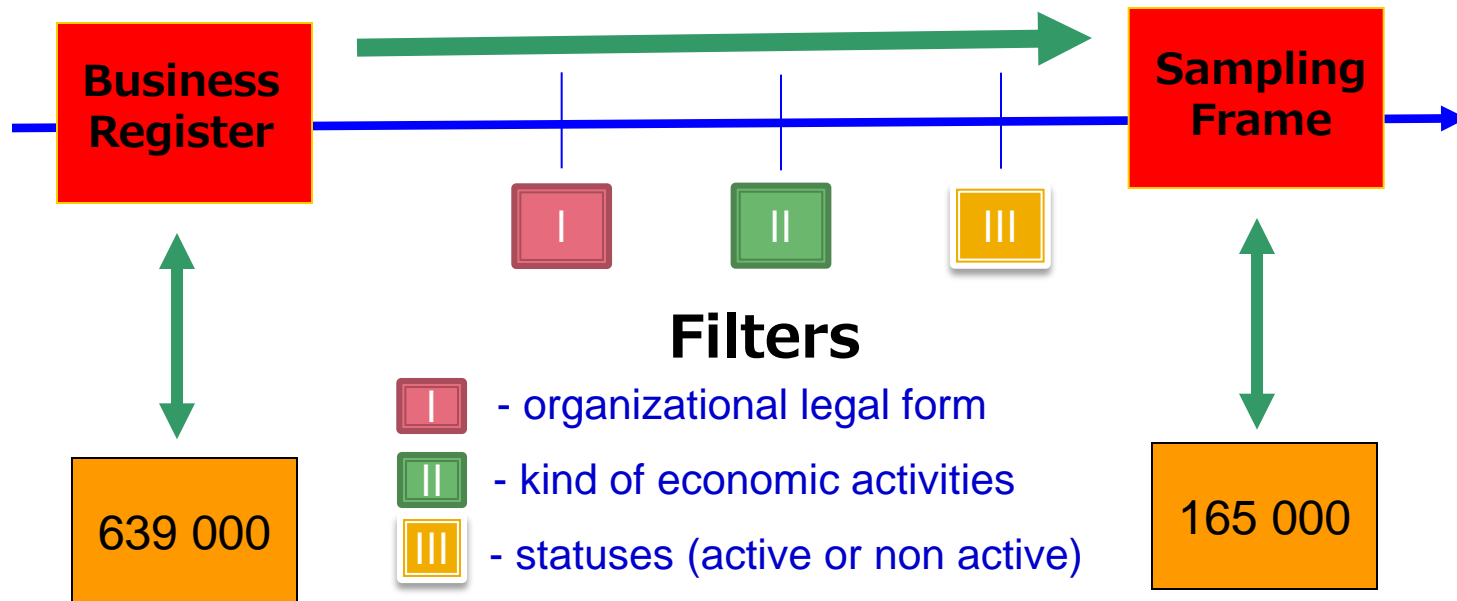 Business
Register
Sampling
Frame
I
II
III
Filters
I - organizational legal form
II - kind of economic activities
III - statuses (active or non active)
639 000
165 000